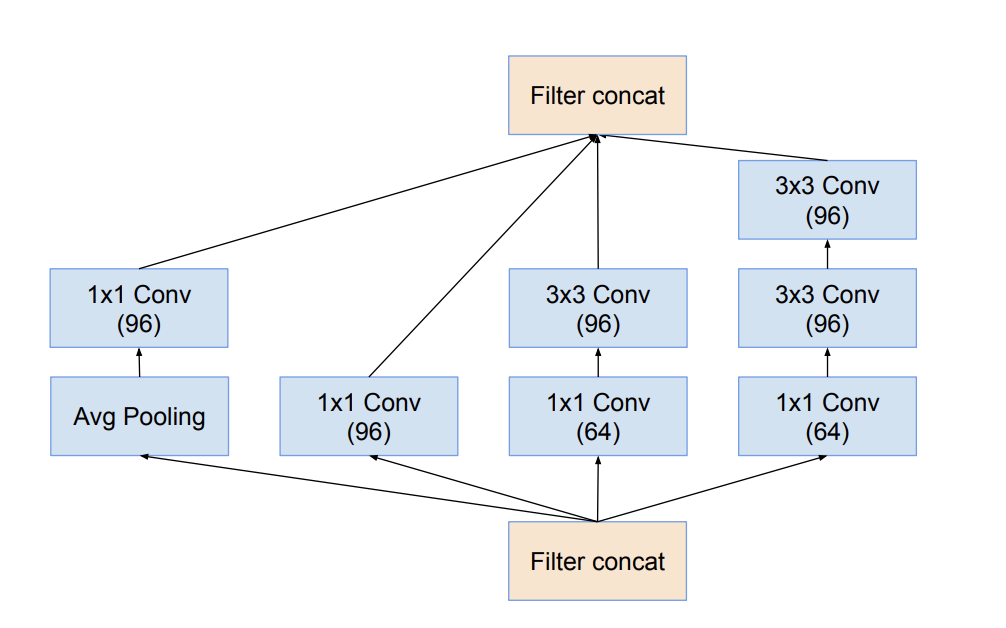 Filter concat
3x3 Conv
(96)
1x1 Conv
(96)
3x3 Conv
(96)
3x3 Conv
(96)
Avg Pooling
1x1 Conv
(96)
1x1 Conv
(64)
1x1 Conv
(64)
Filter concat